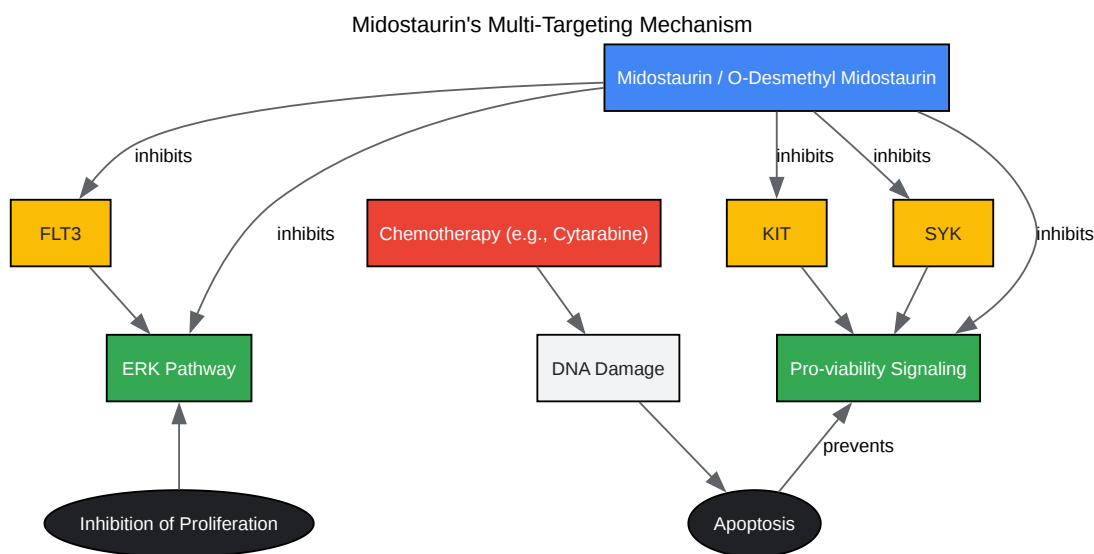 Midostaurin's Multi-Targeting Mechanism
Midostaurin / O-Desmethyl Midostaurin
inhibits
inhibits
inhibits
FLT3
inhibits
Chemotherapy (e.g., Cytarabine)
KIT
SYK
inhibits
ERK Pathway
DNA Damage
Pro-viability Signaling
prevents
Inhibition of Proliferation
Apoptosis